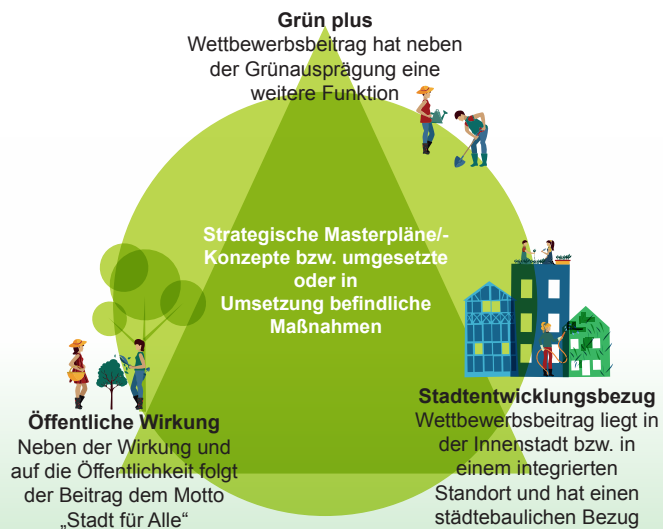 Grün plus
Wettbewerbsbeitrag hat neben
der Grünausprägung eine
weitere Funktion
Strategische Masterpläne/-
Konzepte bzw. umgesetzte
oder in
Umsetzung befindliche
Maßnahmen
Öffentliche Wirkung
Neben der Wirkung und
auf die Öffentlichkeit folgt
der Beitrag dem Motto
„Stadt für Alle“
Stadtentwicklungsbezug
Wettbewerbsbeitrag liegt in
der Innenstadt bzw. in
einem integrierten
Standort und hat einen
städtebaulichen Bezug